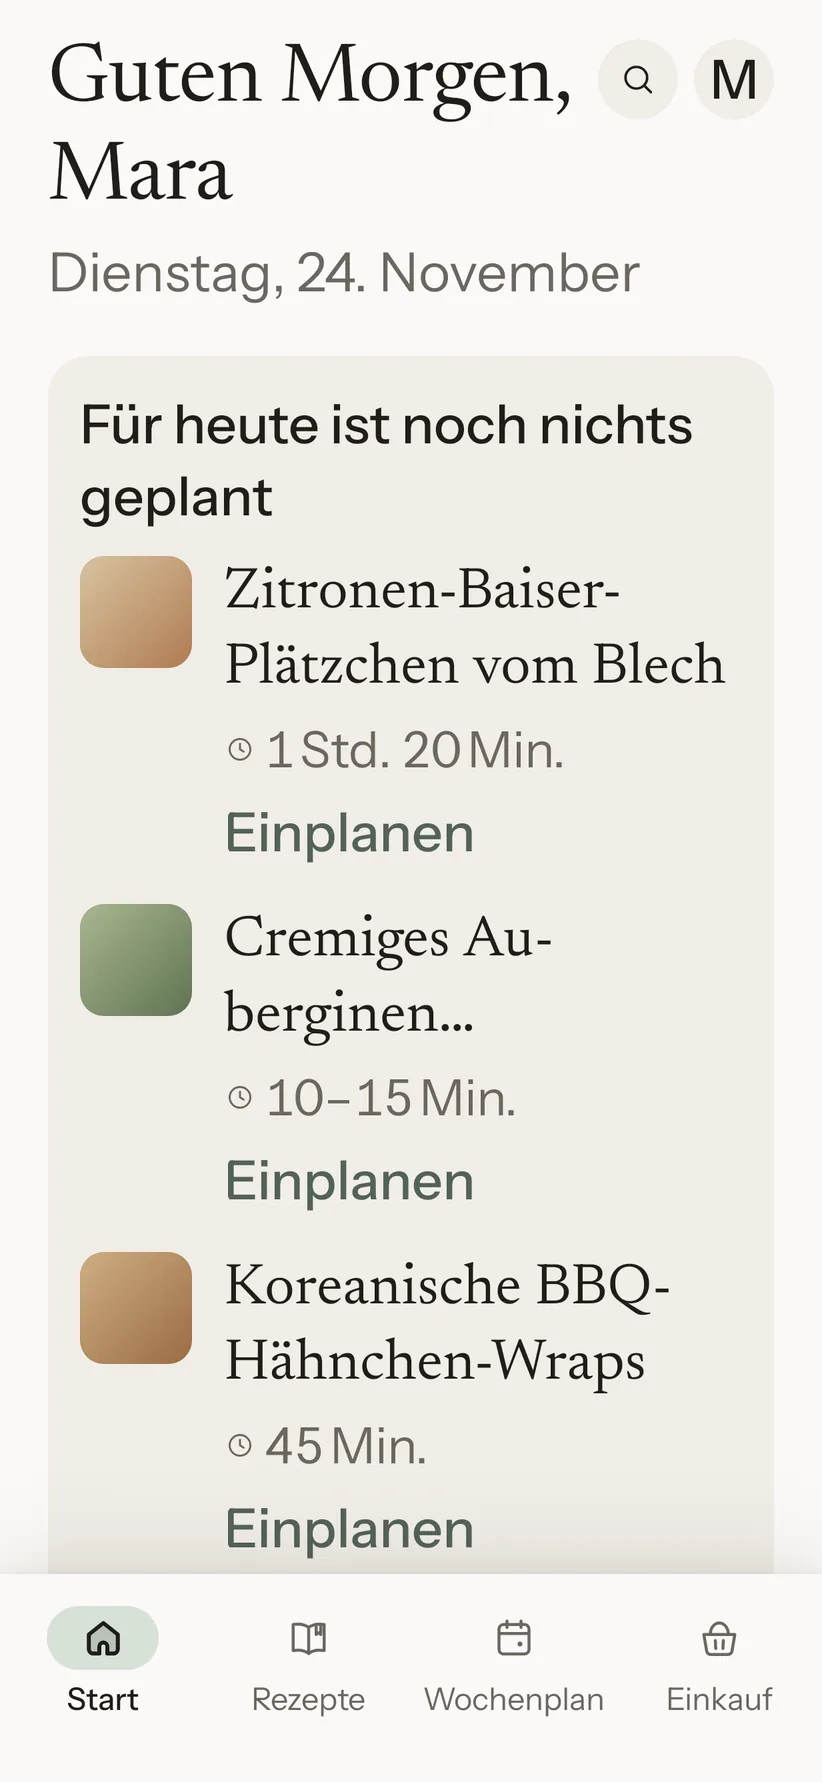 Guten Morgen,
Mara
M
Dienstag, 24. November
Für heute ist noch nichts
geplant
Zitronen-Baiser-
Plätzchen vom Blech
1 Std. 20 Min.
Einplanen
Cremiges Au-
berginen…
10–15 Min.
Einplanen
Koreanische BBQ-
Hähnchen-Wraps
45 Min.
Einplanen
Start
Rezepte
Wochenplan
Einkauf